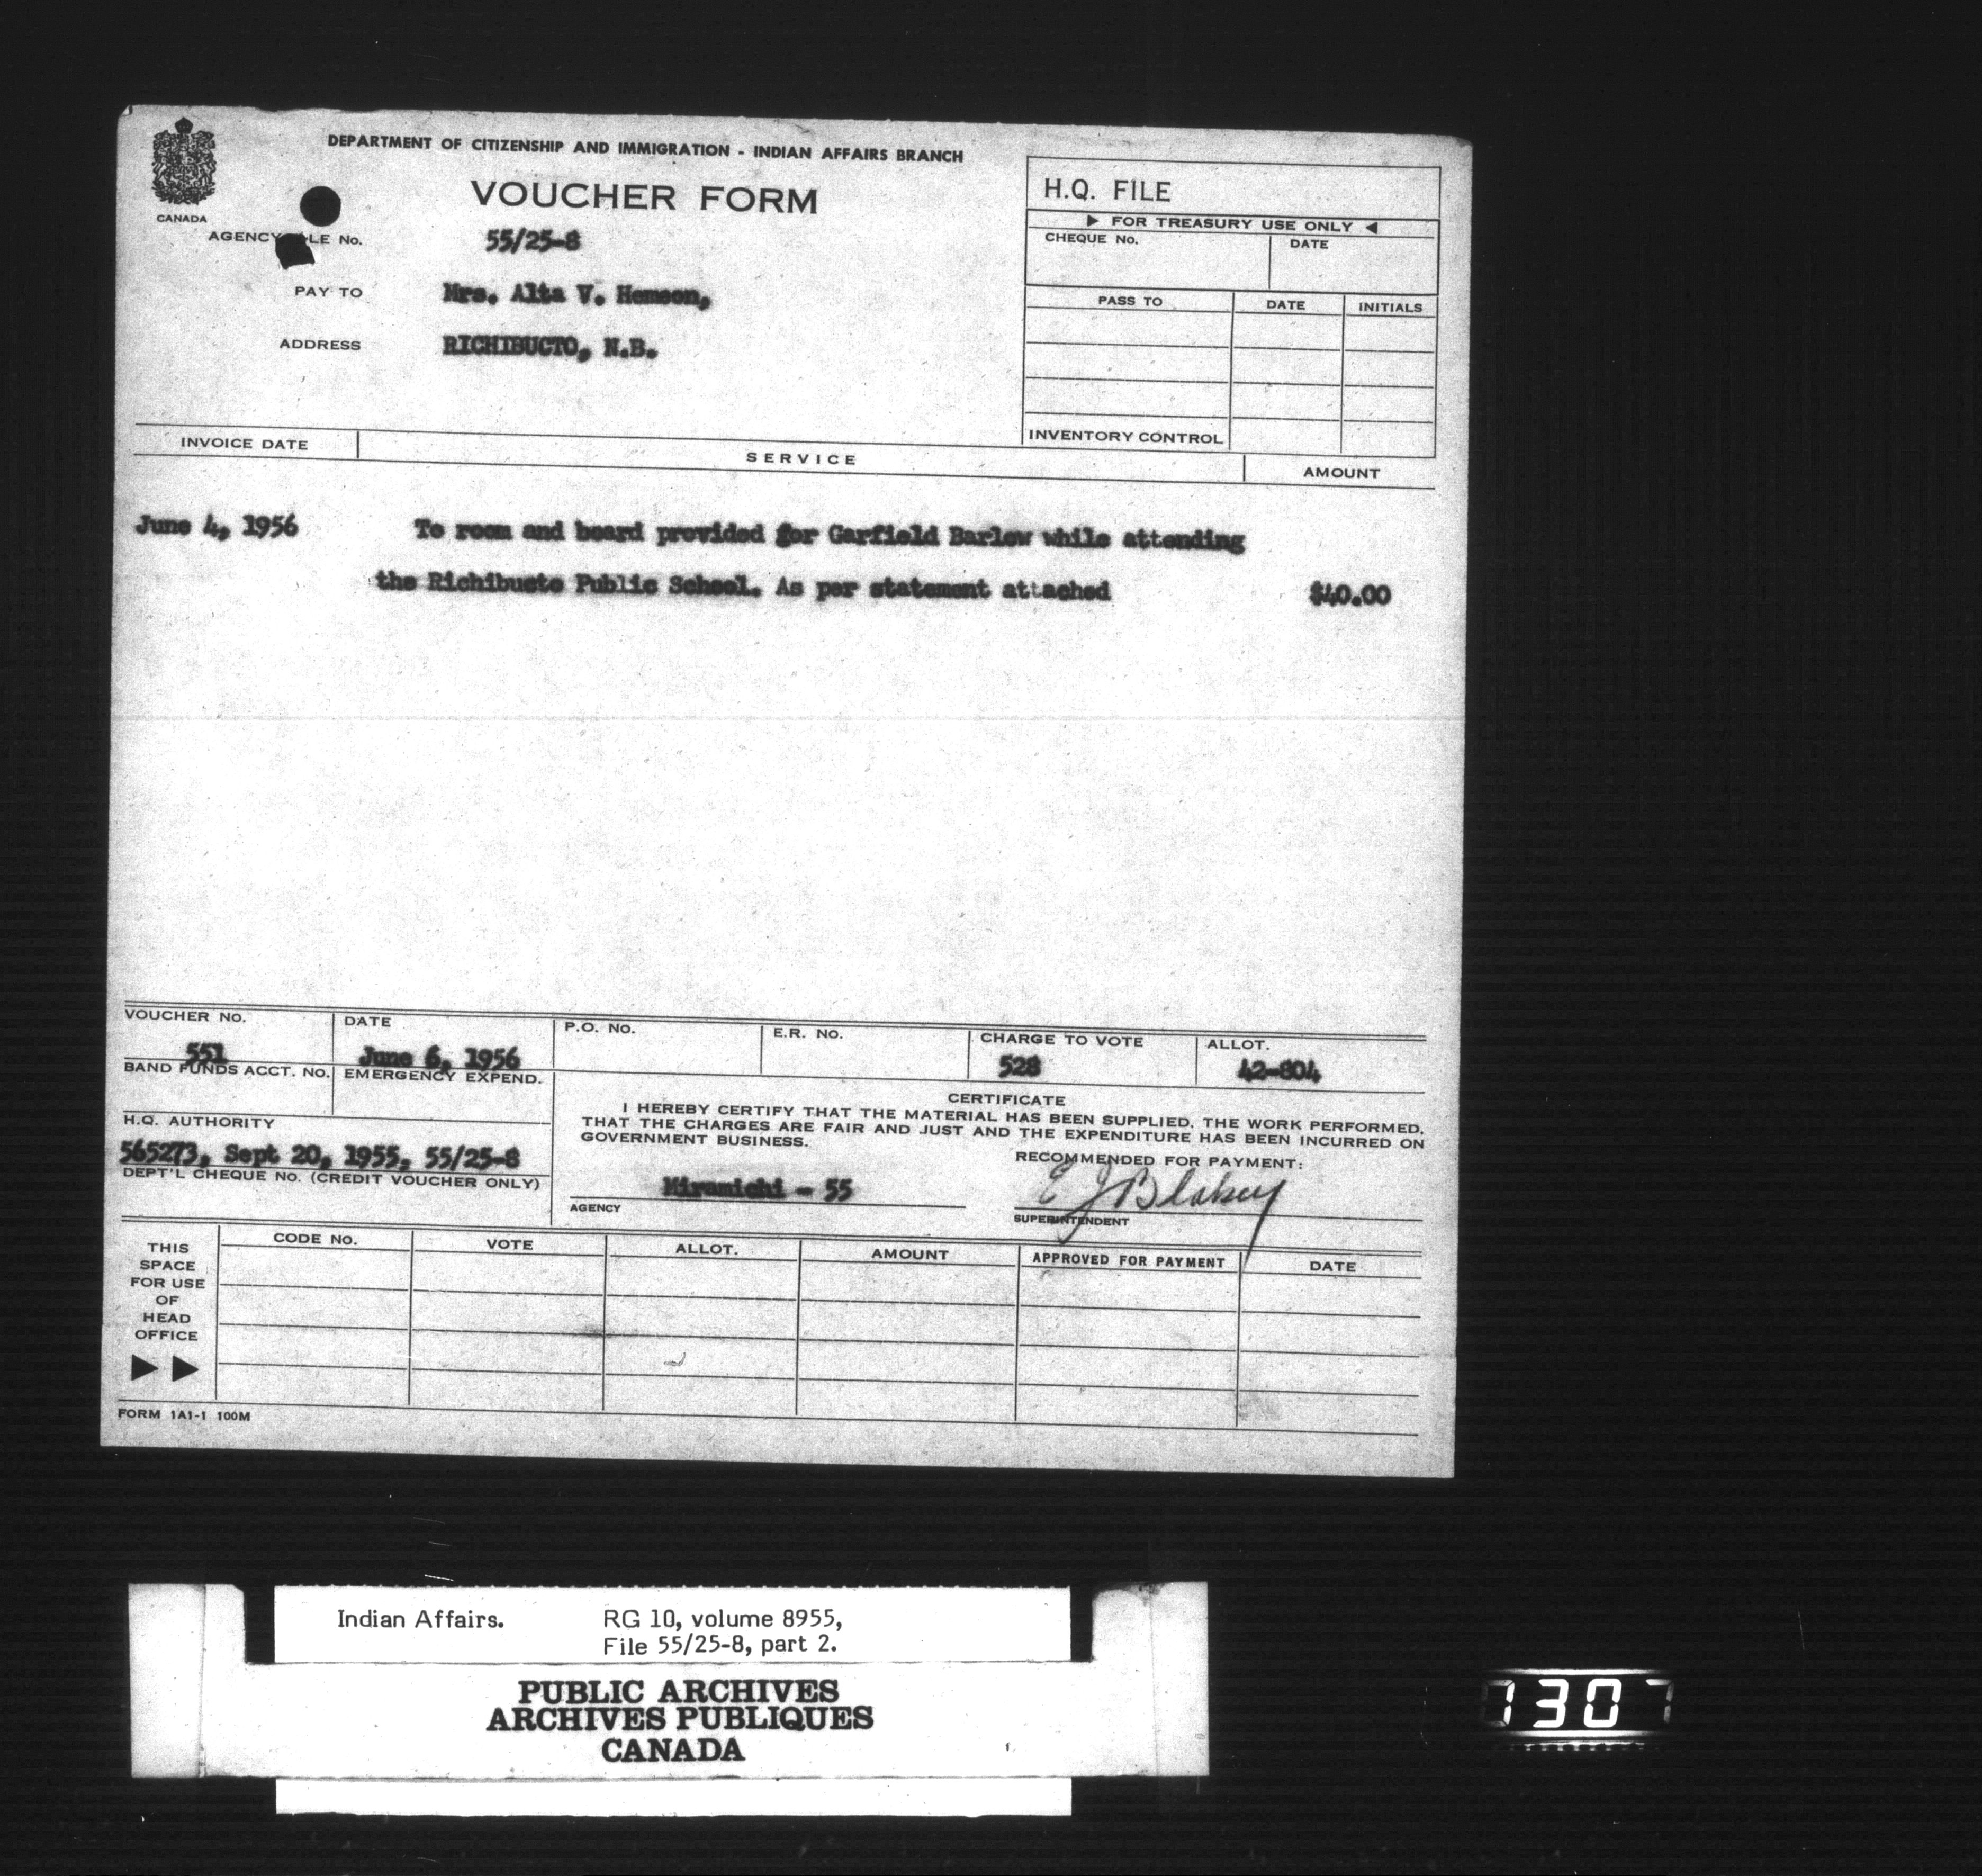 DEPARTMENT OF CITIZENSHIP AND IMMIGRATION - INDIAN AFFAIRS BRANCH
VOUCHER FORM
CANADA
AGENCY LE No. 55/25-8
PAY TO Mrs. Alta V. Hemson,
ADDRESS RICHIBUCTO, N.B.
H.Q. FILE
FOR TREASURY USE ONLY
CHEQUE No. DATE
PASS TO DATE INITIALS
INVENTORY CONTROL
INVOICE DATE SERVICE AMOUNT
June 4, 1956 To room and board provided for Garfield Barlow while attending
the Richibucto Public School. As per statement attached $40.00
VOUCHER NO. DATE P.O. NO. E.R. NO. CHARGE TO VOTE ALLOT.
551 June 6, 1956 528 42-804
BAND FUNDS ACCT. NO. EMERGENCY EXPEND.
CERTIFICATE
I HEREBY CERTIFY THAT THE MATERIAL HAS BEEN SUPPLIED, THE WORK PERFORMED,
THAT THE CHARGES ARE FAIR AND JUST AND THE EXPENDITURE HAS BEEN INCURRED ON
GOVERNMENT BUSINESS.
H.Q. AUTHORITY
565273, Sept 20, 1955, 55/25-8
DEPT'L CHEQUE NO. (CREDIT VOUCHER ONLY)
RECOMMENDED FOR PAYMENT:
Miramichi - 55 E J Blakey
AGENCY SUPERINTENDENT
THIS SPACE FOR USE OF HEAD OFFICE
CODE NO. VOTE ALLOT. AMOUNT APPROVED FOR PAYMENT DATE
FORM 1A1-1 100M
Indian Affairs. RG 10, volume 8955,
File 55/25-8, part 2.
PUBLIC ARCHIVES
ARCHIVES PUBLIQUES
CANADA
7307